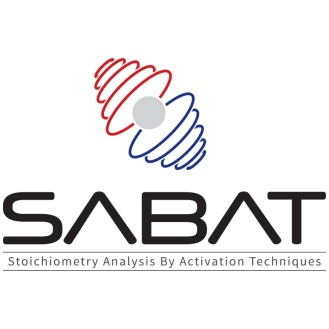 SABAT
Stoichiometry Analysis By Activation Techniques